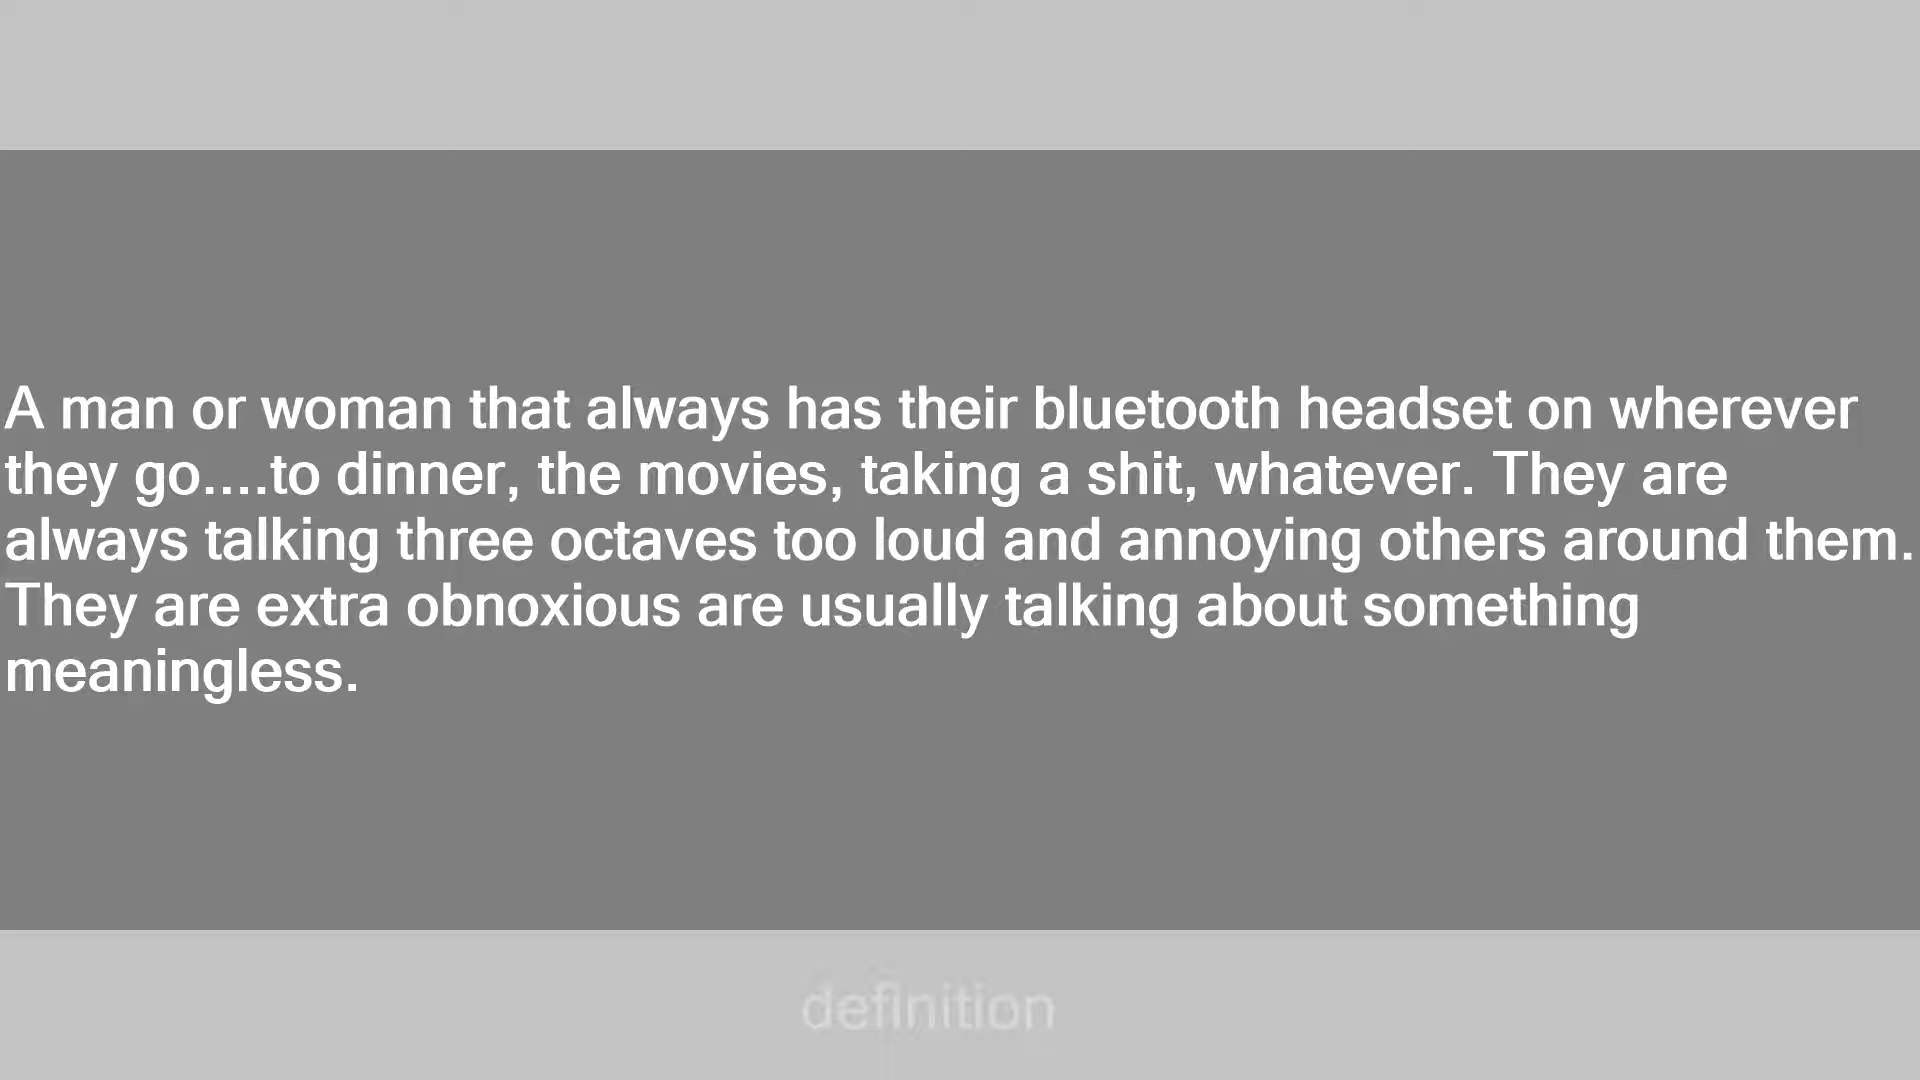 A man or woman that always has their bluetooth headset on wherever
they go....to dinner, the movies, taking a shit, whatever. They are
always talking three octaves too loud and annoying others around them.
They are extra obnoxious are usually talking about something
meaningless.
definition